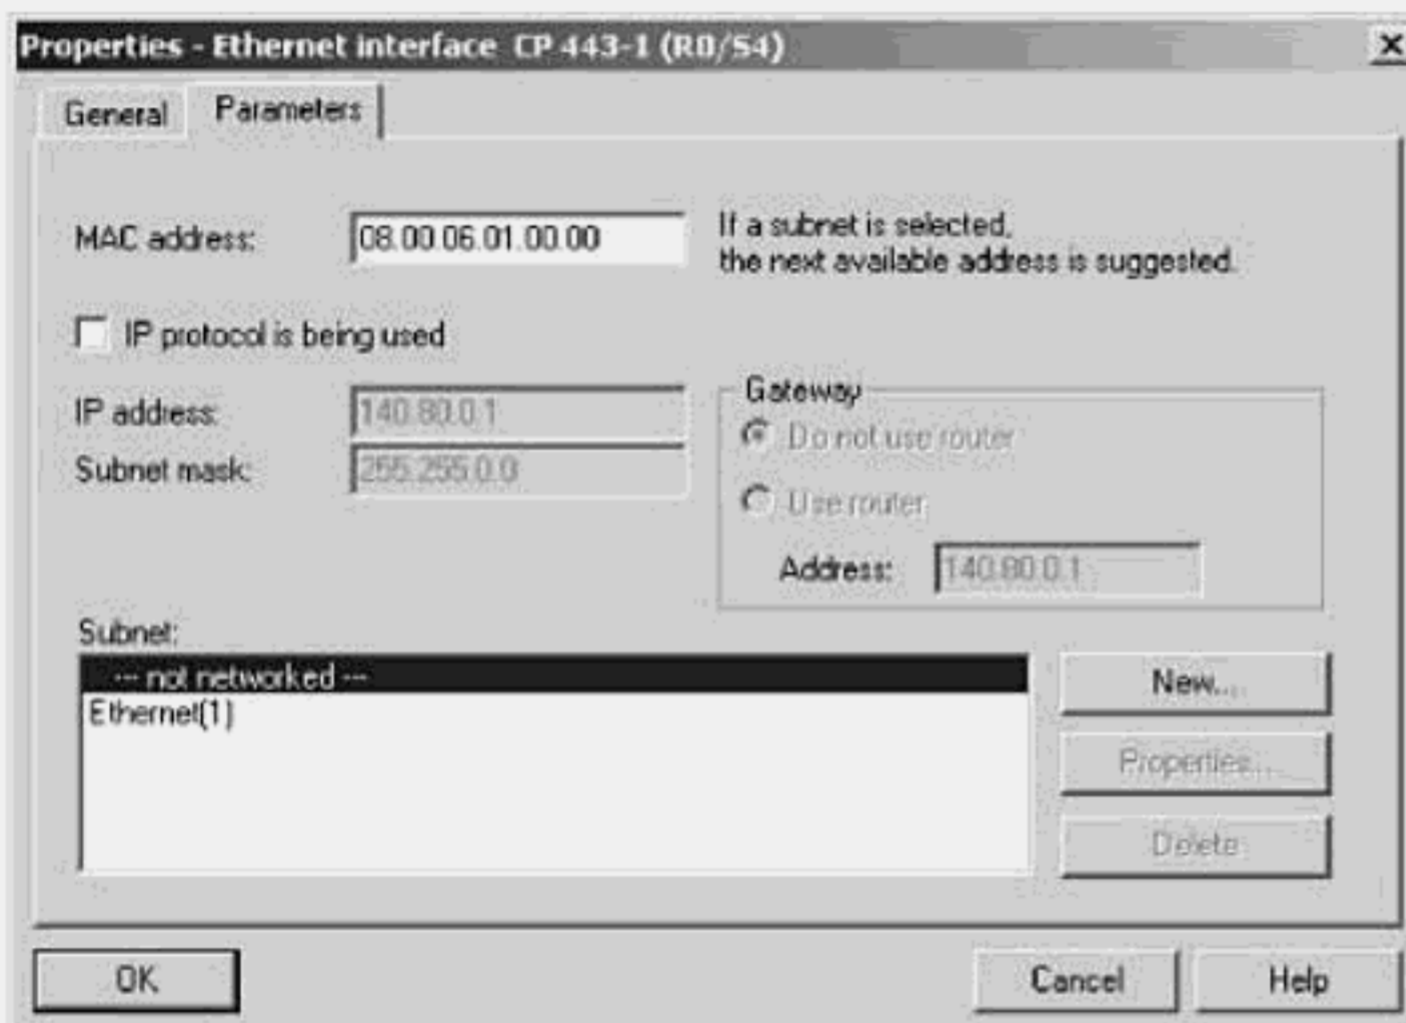 Properties - Ethernet interface CP 443-1 (R0/S4)
General
Parameters
MAC address:
08.00.06.01.00.00
If a subnet is selected,
the next available address is suggested.
IP protocol is being used
IP address:
140.80.0.1
Subnet mask:
255.255.0.0
Gateway
Do not use router
Use router
Address:
140.80.0.1
Subnet:
--- not networked ---
Ethernet(1)
New...
Properties...
Delete
OK
Cancel
Help